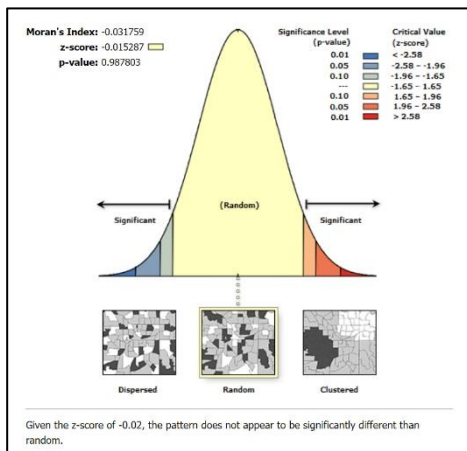 Moran's Index: -0.031759
z-score: -0.015287
p-value: 0.987803
Significance Level
(p-value)
Critical Value
(z-score)
0.01 < -2.58
0.05 -2.58 – -1.96
0.10 -1.96 – -1.65
--- -1.65 – 1.65
0.10 1.65 – 1.96
0.05 1.96 – 2.58
0.01 > 2.58
Significant
(Random)
Significant
Dispersed
Random
Clustered
Given the z-score of -0.02, the pattern does not appear to be significantly different than
random.